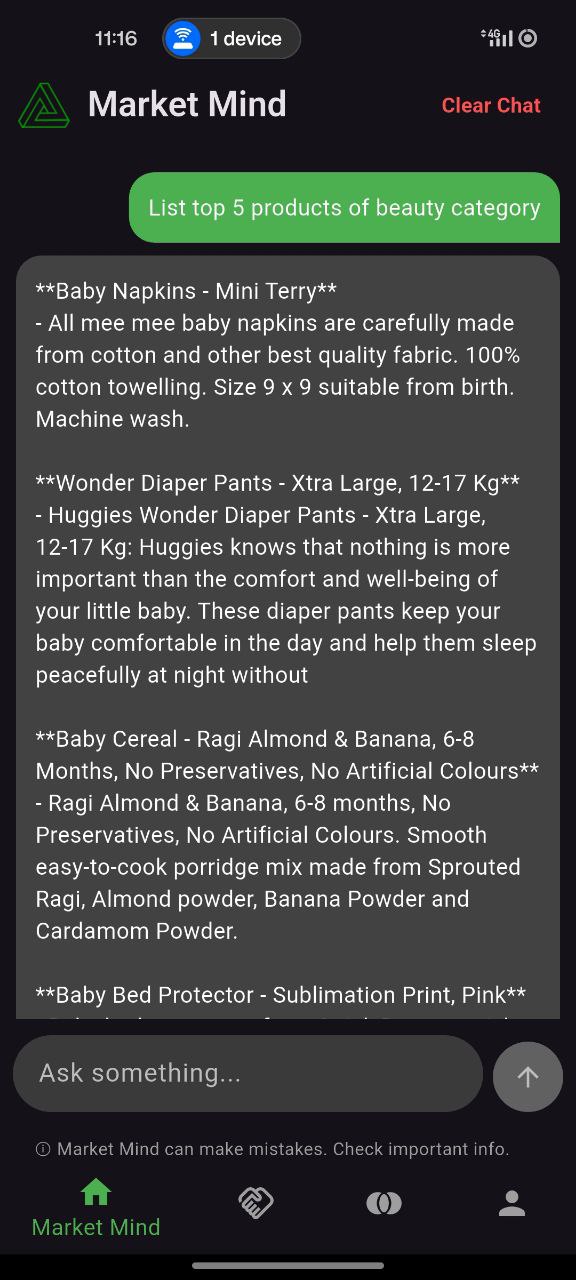 11:16
1 device
4G
Market Mind
Clear Chat
List top 5 products of beauty category
**Baby Napkins - Mini Terry**
- All mee mee baby napkins are carefully made
from cotton and other best quality fabric. 100%
cotton towelling. Size 9 x 9 suitable from birth.
Machine wash.
**Wonder Diaper Pants - Xtra Large, 12-17 Kg**
- Huggies Wonder Diaper Pants - Xtra Large,
12-17 Kg: Huggies knows that nothing is more
important than the comfort and well-being of
your little baby. These diaper pants keep your
baby comfortable in the day and help them sleep
peacefully at night without
**Baby Cereal - Ragi Almond & Banana, 6-8
Months, No Preservatives, No Artificial Colours**
- Ragi Almond & Banana, 6-8 months, No
Preservatives, No Artificial Colours. Smooth
easy-to-cook porridge mix made from Sprouted
Ragi, Almond powder, Banana Powder and
Cardamom Powder.
**Baby Bed Protector - Sublimation Print, Pink**
Ask something...
Market Mind can make mistakes. Check important info.
Market Mind